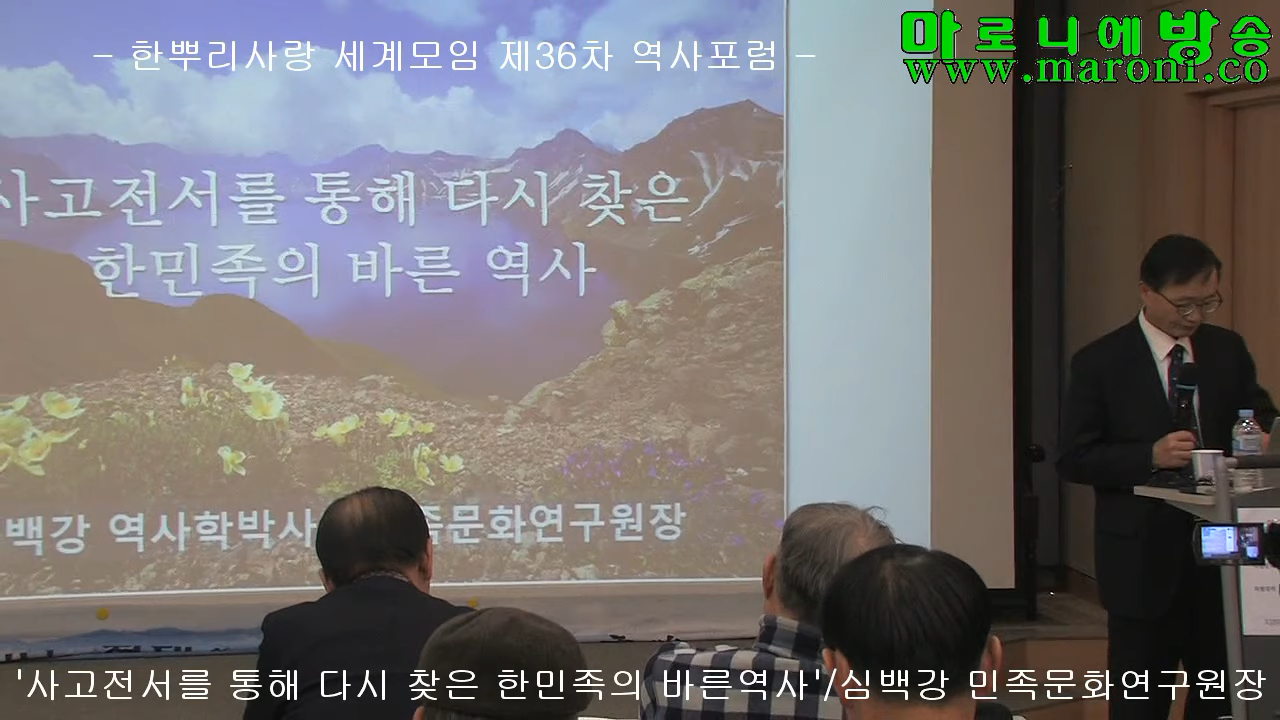 - 한뿌리사랑 세계모임 제36차 역사포럼 -
마로니에방송
www.maroni.co
사고전서를 통해 다시 찾은
한민족의 바른 역사
백강 역사학박사 족문화연구원장
'사고전서를 통해 다시 찾은 한민족의 바른역사'/심백강 민족문화연구원장